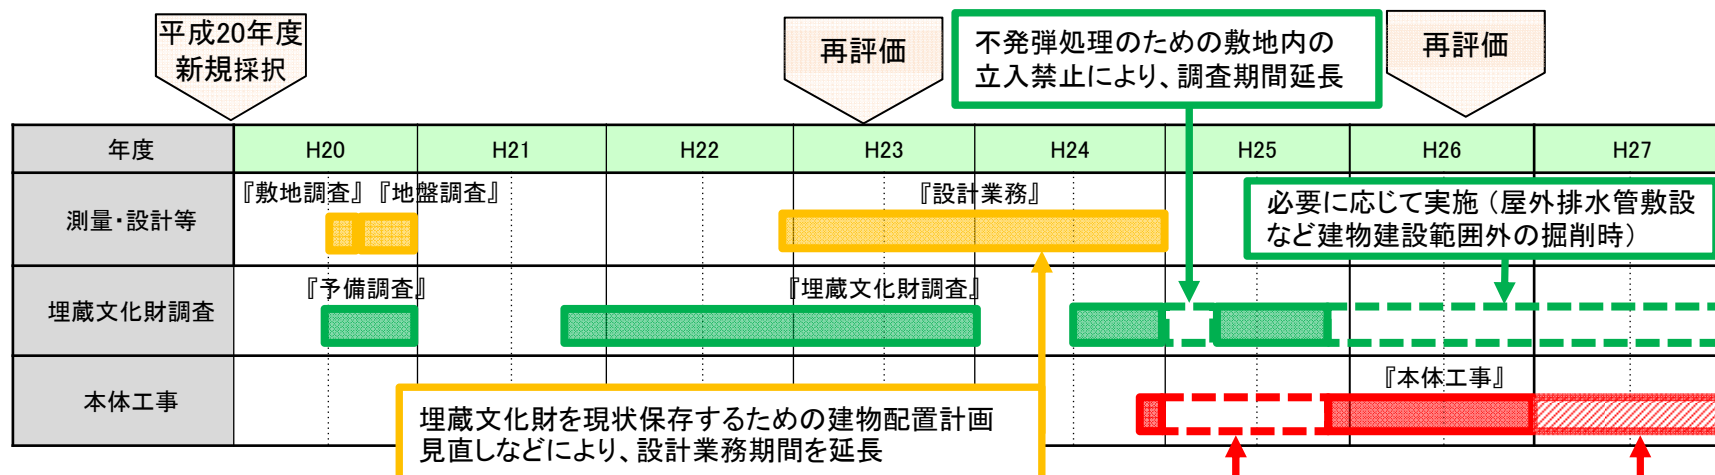 平成20年度
新規採択
再評価
不発弾処理のための敷地内の
立入禁止により、調査期間延長
再評価
年度 H20 H21 H22 H23 H24 H25 H26 H27
測量・設計等
『敷地調査』 『地盤調査』
『設計業務』
必要に応じて実施（屋外排水管敷設
など建物建設範囲外の掘削時）
埋蔵文化財調査
『予備調査』
『埋蔵文化財調査』
本体工事
『本体工事』
埋蔵文化財を現状保存するための建物配置計画
見直しなどにより、設計業務期間を延長